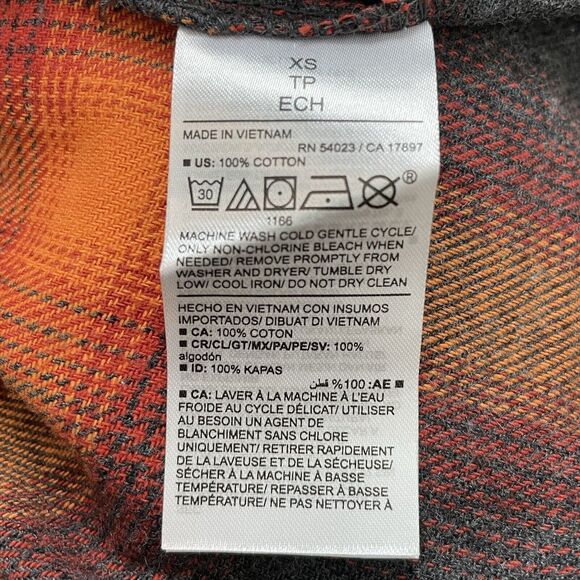 XS
TP
ECH
MADE IN VIETNAM
RN 54023 / CA 17897
■ US: 100% COTTON
30 ®
1166
MACHINE WASH COLD GENTLE CYCLE/
ONLY NON-CHLORINE BLEACH WHEN
NEEDED/ REMOVE PROMPTLY FROM
WASHER AND DRYER/ TUMBLE DRY
LOW/ COOL IRON/ DO NOT DRY CLEAN
HECHO EN VIETNAM CON INSUMOS
IMPORTADOS/ DIBUAT DI VIETNAM
■ CA: 100% COTON
■ CR/CL/GT/MX/PA/PE/SV: 100%
algodón
■ ID: 100% KAPAS
■ AE: 100% قطن
■ CA: LAVER À LA MACHINE À L'EAU
FROIDE AU CYCLE DÉLICAT/ UTILISER
AU BESOIN UN AGENT DE
BLANCHIMENT SANS CHLORE
UNIQUEMENT/ RETIRER RAPIDEMENT
DE LA LAVEUSE ET DE LA SÉCHEUSE/
SÉCHER À LA MACHINE À BASSE
TEMPÉRATURE/ REPASSER À BASSE
TEMPÉRATURE/ NE PAS NETTOYER À